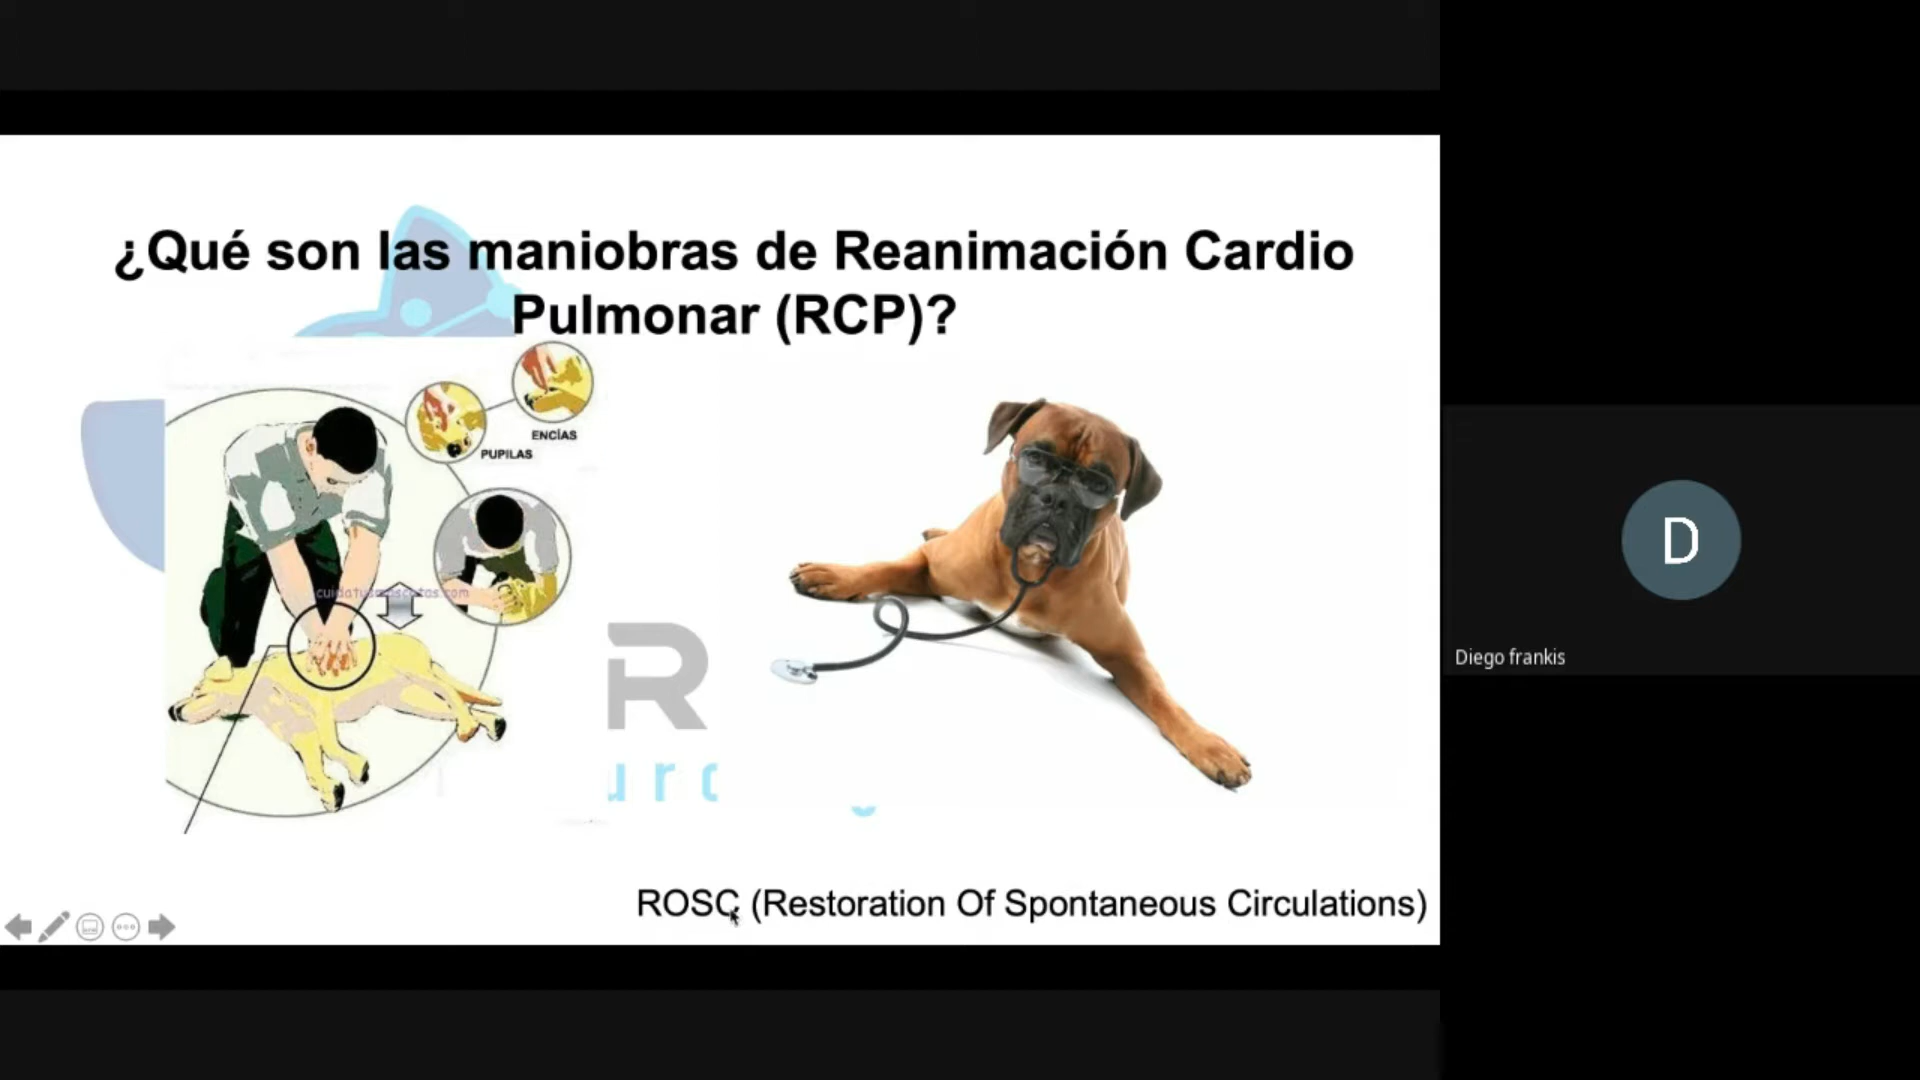 ¿Qué son las maniobras de Reanimación Cardio
Pulmonar (RCP)?
ENCÍAS
PUPILAS
cuidatusmascotas.com
R
ROSC (Restoration Of Spontaneous Circulations)
D
Diego frankis